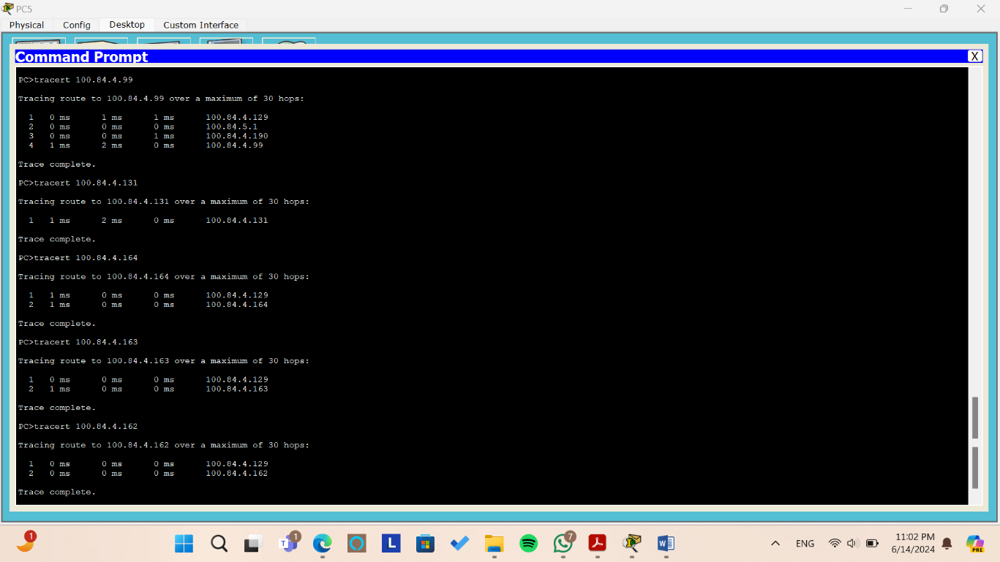 PC5
Physical Config Desktop Custom Interface
Command Prompt X
PC>tracert 100.84.4.99
Tracing route to 100.84.4.99 over a maximum of 30 hops:
1 0 ms 1 ms 1 ms 100.84.4.129
2 0 ms 0 ms 0 ms 100.84.5.1
3 0 ms 0 ms 1 ms 100.84.4.190
4 1 ms 2 ms 0 ms 100.84.4.99
Trace complete.
PC>tracert 100.84.4.131
Tracing route to 100.84.4.131 over a maximum of 30 hops:
1 1 ms 2 ms 0 ms 100.84.4.131
Trace complete.
PC>tracert 100.84.4.164
Tracing route to 100.84.4.164 over a maximum of 30 hops:
1 1 ms 0 ms 0 ms 100.84.4.129
2 1 ms 0 ms 0 ms 100.84.4.164
Trace complete.
PC>tracert 100.84.4.163
Tracing route to 100.84.4.163 over a maximum of 30 hops:
1 0 ms 0 ms 0 ms 100.84.4.129
2 1 ms 0 ms 0 ms 100.84.4.163
Trace complete.
PC>tracert 100.84.4.162
Tracing route to 100.84.4.162 over a maximum of 30 hops:
1 0 ms 0 ms 0 ms 100.84.4.129
2 0 ms 0 ms 0 ms 100.84.4.162
Trace complete.
1 T 1 L 7 W ENG 11:02 PM PRE
6/14/2024